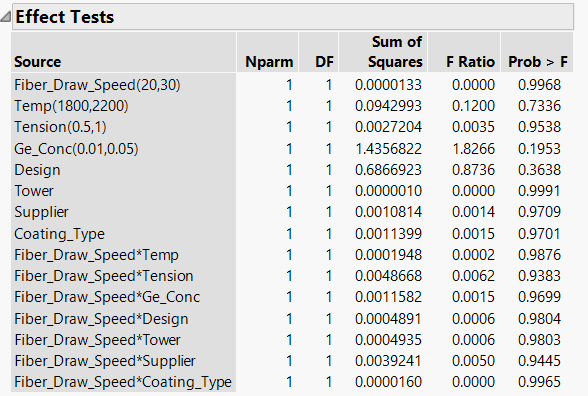 Effect Tests
Sum of
Source Nparm DF Squares F Ratio Prob > F
Fiber_Draw_Speed(20,30) 1 1 0.0000133 0.0000 0.9968
Temp(1800,2200) 1 1 0.0942993 0.1200 0.7336
Tension(0.5,1) 1 1 0.0027204 0.0035 0.9538
Ge_Conc(0.01,0.05) 1 1 1.4356822 1.8266 0.1953
Design 1 1 0.6866923 0.8736 0.3638
Tower 1 1 0.0000010 0.0000 0.9991
Supplier 1 1 0.0010814 0.0014 0.9709
Coating_Type 1 1 0.0011399 0.0015 0.9701
Fiber_Draw_Speed*Temp 1 1 0.0001948 0.0002 0.9876
Fiber_Draw_Speed*Tension 1 1 0.0048668 0.0062 0.9383
Fiber_Draw_Speed*Ge_Conc 1 1 0.0011582 0.0015 0.9699
Fiber_Draw_Speed*Design 1 1 0.0004891 0.0006 0.9804
Fiber_Draw_Speed*Tower 1 1 0.0004935 0.0006 0.9803
Fiber_Draw_Speed*Supplier 1 1 0.0039241 0.0050 0.9445
Fiber_Draw_Speed*Coating_Type 1 1 0.0000160 0.0000 0.9965